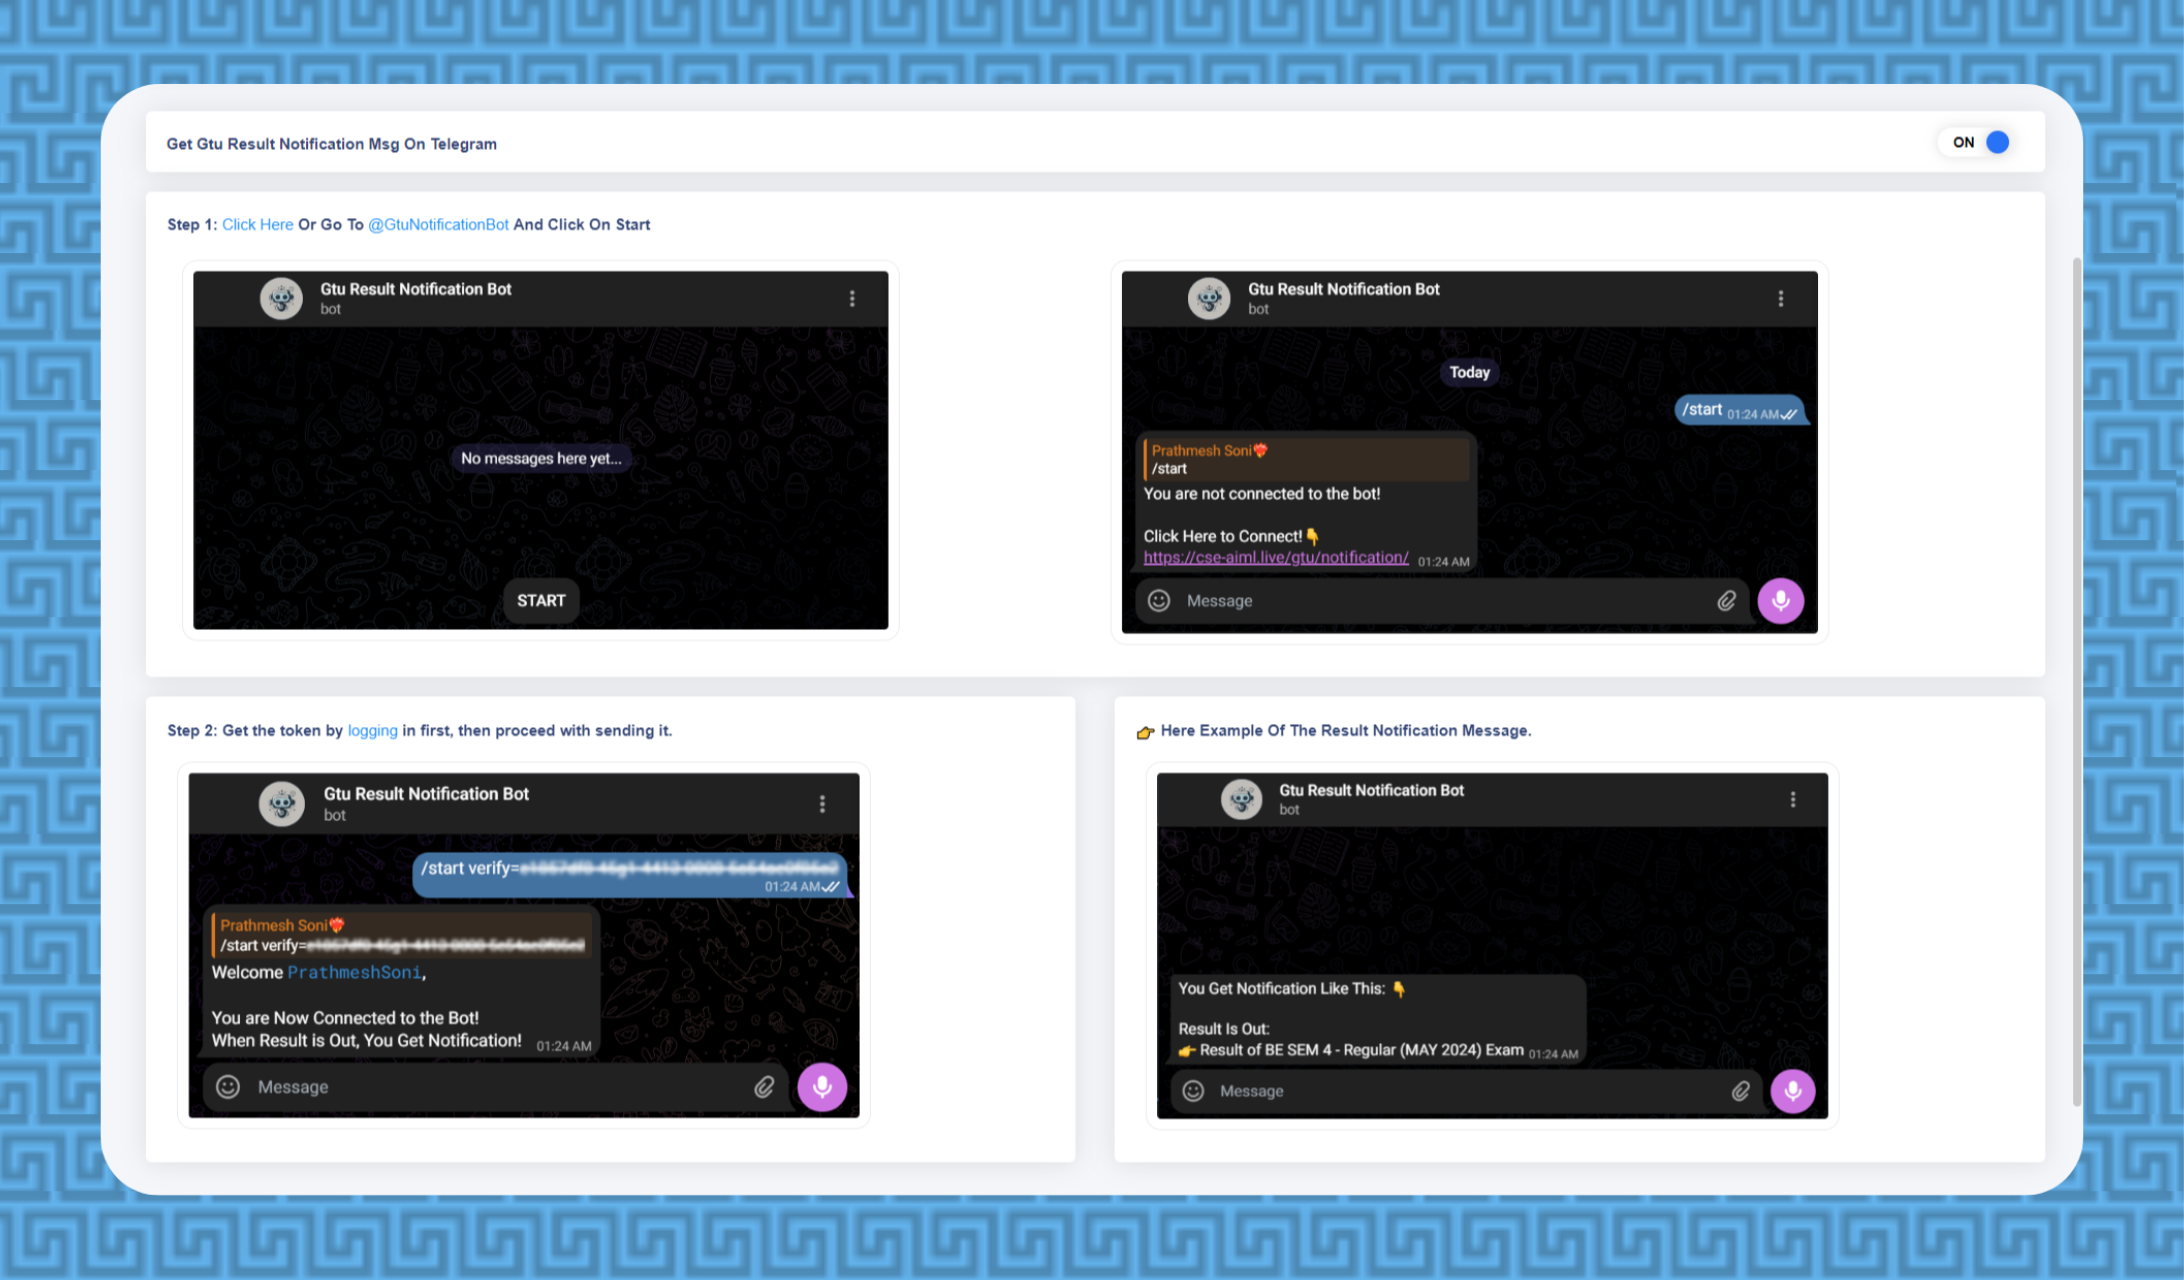 Get Gtu Result Notification Msg On Telegram
ON
Step 1: Click Here Or Go To @GtuNotificationBot And Click On Start
Gtu Result Notification Bot
bot
No messages here yet...
START
Gtu Result Notification Bot
bot
Today
/start 01:24 AM
Prathmesh Soni❤️‍🔥
/start
You are not connected to the bot!
Click Here to Connect!👇
https://cse-aiml.live/gtu/notification/ 01:24 AM
Message
Step 2: Get the token by logging in first, then proceed with sending it.
Gtu Result Notification Bot
bot
/start verify=
01:24 AM
Prathmesh Soni❤️‍🔥
/start verify=
Welcome PrathmeshSoni,
You are Now Connected to the Bot!
When Result is Out, You Get Notification! 01:24 AM
Message
👉 Here Example Of The Result Notification Message.
Gtu Result Notification Bot
bot
You Get Notification Like This: 👇
Result Is Out:
👉 Result of BE SEM 4 - Regular (MAY 2024) Exam 01:24 AM
Message